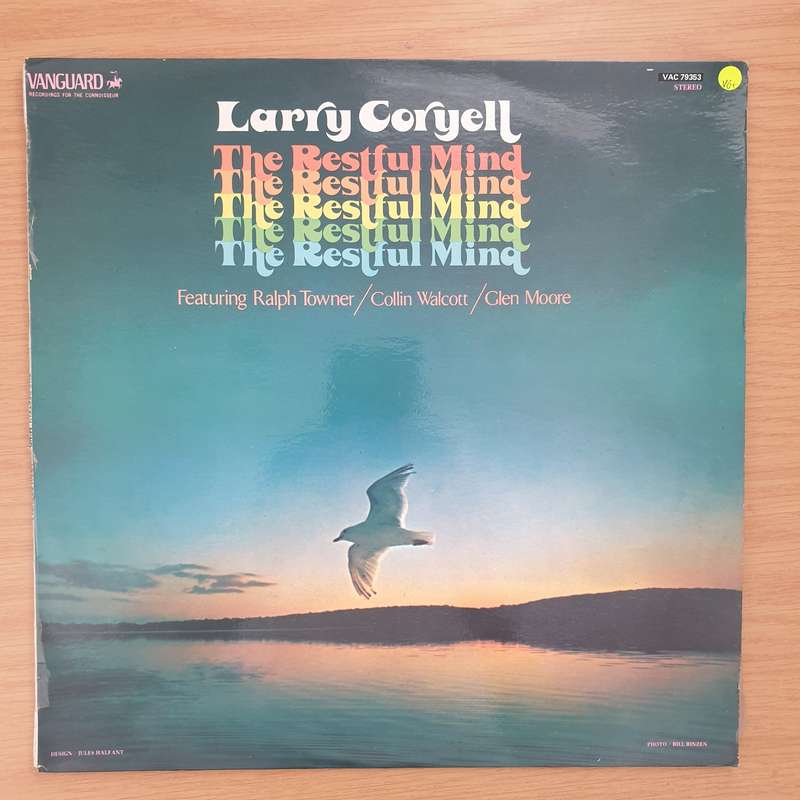 VANGUARD
RECORDINGS FOR THE CONNOISSEUR
VAC 79353
STEREO
VG+
Larry Coryell
The Restful Mind
The Restful Mind
The Restful Mind
The Restful Mind
The Restful Mind
Featuring Ralph Towner/Collin Walcott/Glen Moore
DESIGN / JULES HALFANT
PHOTO / BILL BINZEN